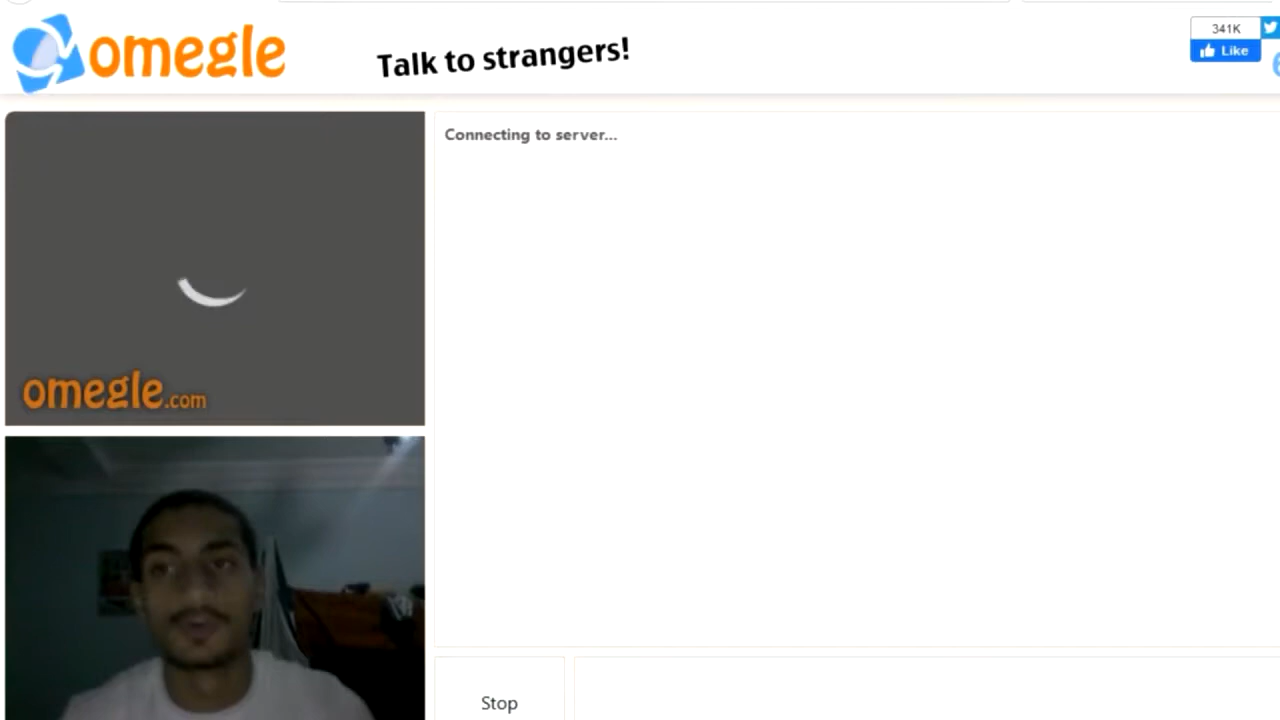 omegle
Talk to strangers!
341K
Like
Connecting to server...
omegle.com
Stop